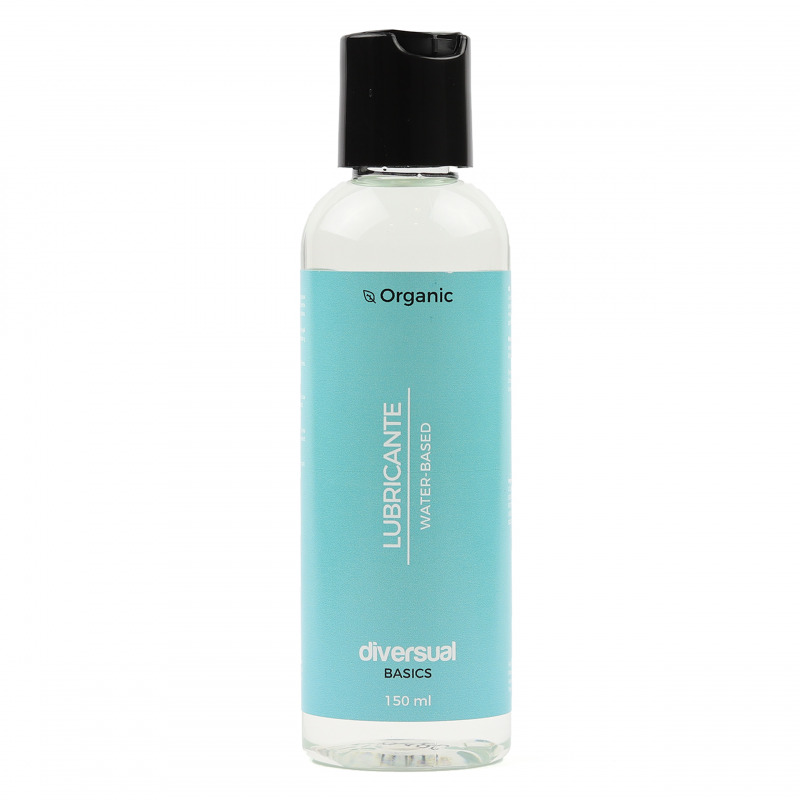 Organic
LUBRICANTE
WATER-BASED
diversual
BASICS
150 ml